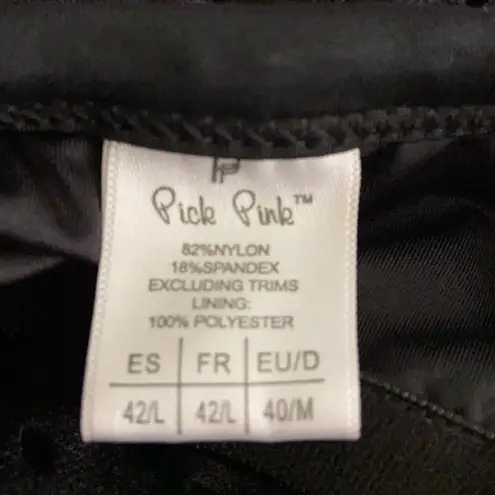 Pick Pink™
82%NYLON
18%SPANDEX
EXCLUDING TRIMS
LINING:
100% POLYESTER
ES FR EU/D
42/L 42/L 40/M